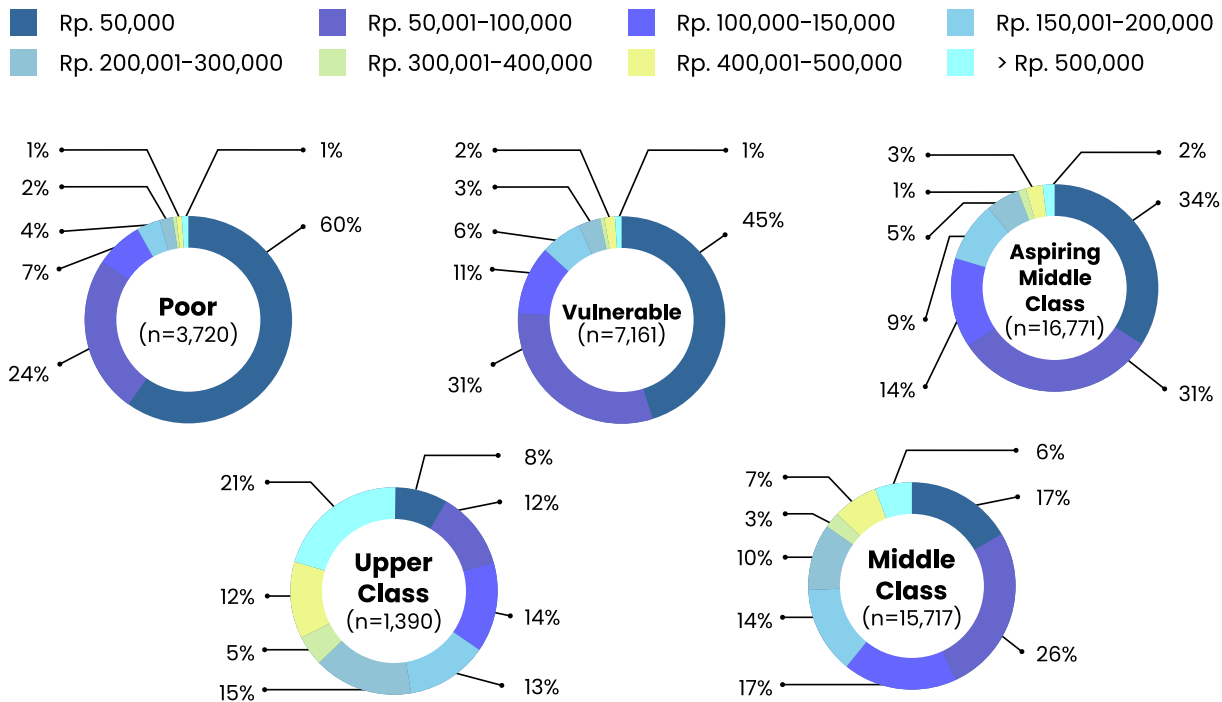 Rp. 50,000
Rp. 50,001–100,000
Rp. 100,000–150,000
Rp. 150,001–200,000
Rp. 200,001–300,000
Rp. 300,001–400,000
Rp. 400,001–500,000
> Rp. 500,000
1%
1%
2%
60%
4%
7%
24%
Poor
(n=3,720)
2%
1%
3%
45%
6%
11%
31%
Vulnerable
(n=7,161)
3%
2%
1%
34%
5%
9%
14%
31%
Aspiring
Middle
Class
(n=16,771)
8%
21%
12%
12%
14%
5%
15%
13%
Upper
Class
(n=1,390)
6%
7%
17%
3%
10%
14%
26%
17%
Middle
Class
(n=15,717)